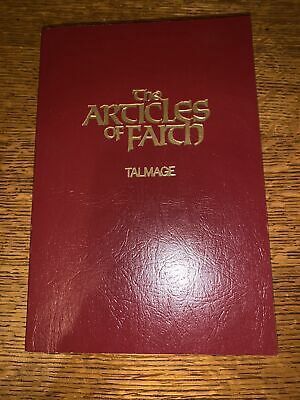 The
ARTICLES
OF FAITH
TALMAGE